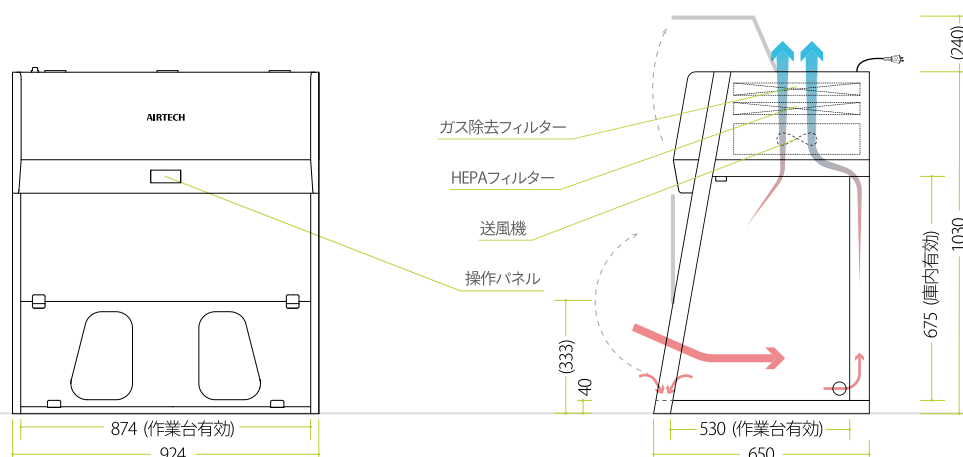 AIRTECH
ガス除去フィルター
HEPAフィルター
送風機
操作パネル
874 (作業台有効)
924
(333)
40
530 (作業台有効)
650
675 (庫内有効)
1030
(240)